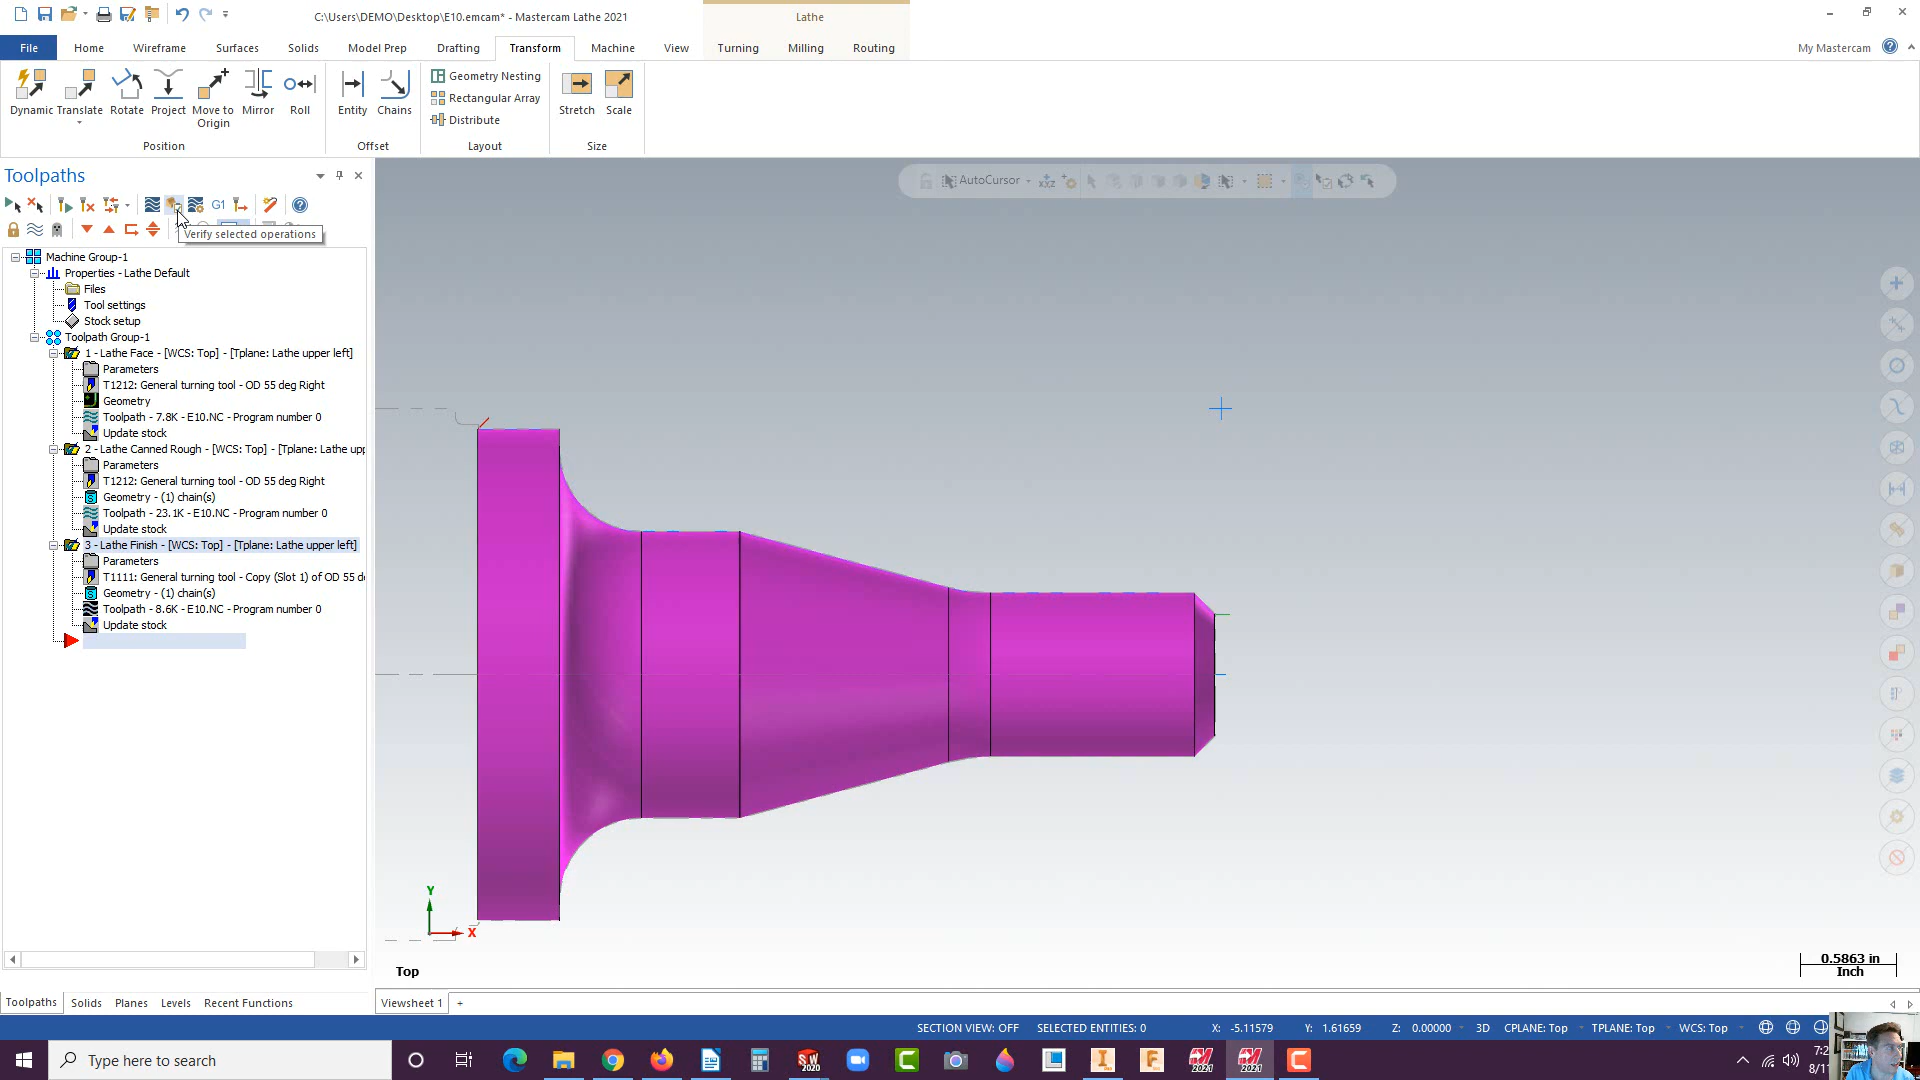 C:\Users\DEMO\Desktop\E10.emcam* - Mastercam Lathe 2021
Lathe
File Home Wireframe Surfaces Solids Model Prep Drafting Transform Machine View Turning Milling Routing
My Mastercam
Dynamic Translate Rotate Project Move to Origin Mirror Roll
Position
Entity Chains
Offset
Geometry Nesting
Rectangular Array
Distribute
Layout
Stretch Scale
Size
Toolpaths
AutoCursor
G1
Verify selected operations
Machine Group-1
Properties - Lathe Default
Files
Tool settings
Stock setup
Toolpath Group-1
1 - Lathe Face - [WCS: Top] - [Tplane: Lathe upper left]
Parameters
T1212: General turning tool - OD 55 deg Right
Geometry
Toolpath - 7.8K - E10.NC - Program number 0
Update stock
2 - Lathe Canned Rough - [WCS: Top] - [Tplane: Lathe upp
Parameters
T1212: General turning tool - OD 55 deg Right
Geometry - (1) chain(s)
Toolpath - 23.1K - E10.NC - Program number 0
Update stock
3 - Lathe Finish - [WCS: Top] - [Tplane: Lathe upper left]
Parameters
T1111: General turning tool - Copy (Slot 1) of OD 55 d
Geometry - (1) chain(s)
Toolpath - 8.6K - E10.NC - Program number 0
Update stock
Y
X
Top
0.5863 in
Inch
Toolpaths Solids Planes Levels Recent Functions
Viewsheet 1 +
SECTION VIEW: OFF SELECTED ENTITIES: 0 X: -5.11579 Y: 1.61659 Z: 0.00000 3D CPLANE: Top TPLANE: Top WCS: Top
Type here to search
SW 2020
2021
2021
7:2
8/1